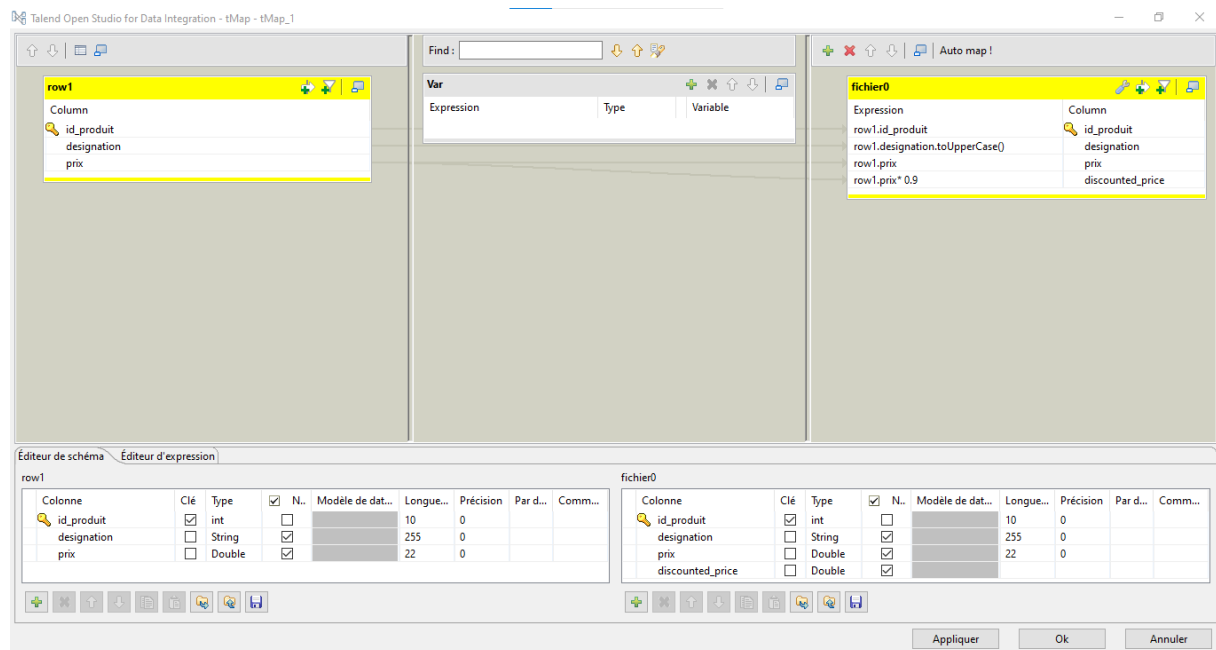 Talend Open Studio for Data Integration - tMap - tMap_1
Find :
Auto map !
row1
Column
id_produit
designation
prix
Var
Expression Type Variable
fichier0
Expression Column
row1.id_produit id_produit
row1.designation.toUpperCase() designation
row1.prix prix
row1.prix* 0.9 discounted_price
Éditeur de schéma Éditeur d'expression
row1
Colonne Clé Type N.. Modèle de dat... Longue... Précision Par d... Comm...
id_produit int 10 0
designation String 255 0
prix Double 22 0
fichier0
Colonne Clé Type N.. Modèle de dat... Longue... Précision Par d... Comm...
id_produit int 10 0
designation String 255 0
prix Double 22 0
discounted_price Double
Appliquer Ok Annuler